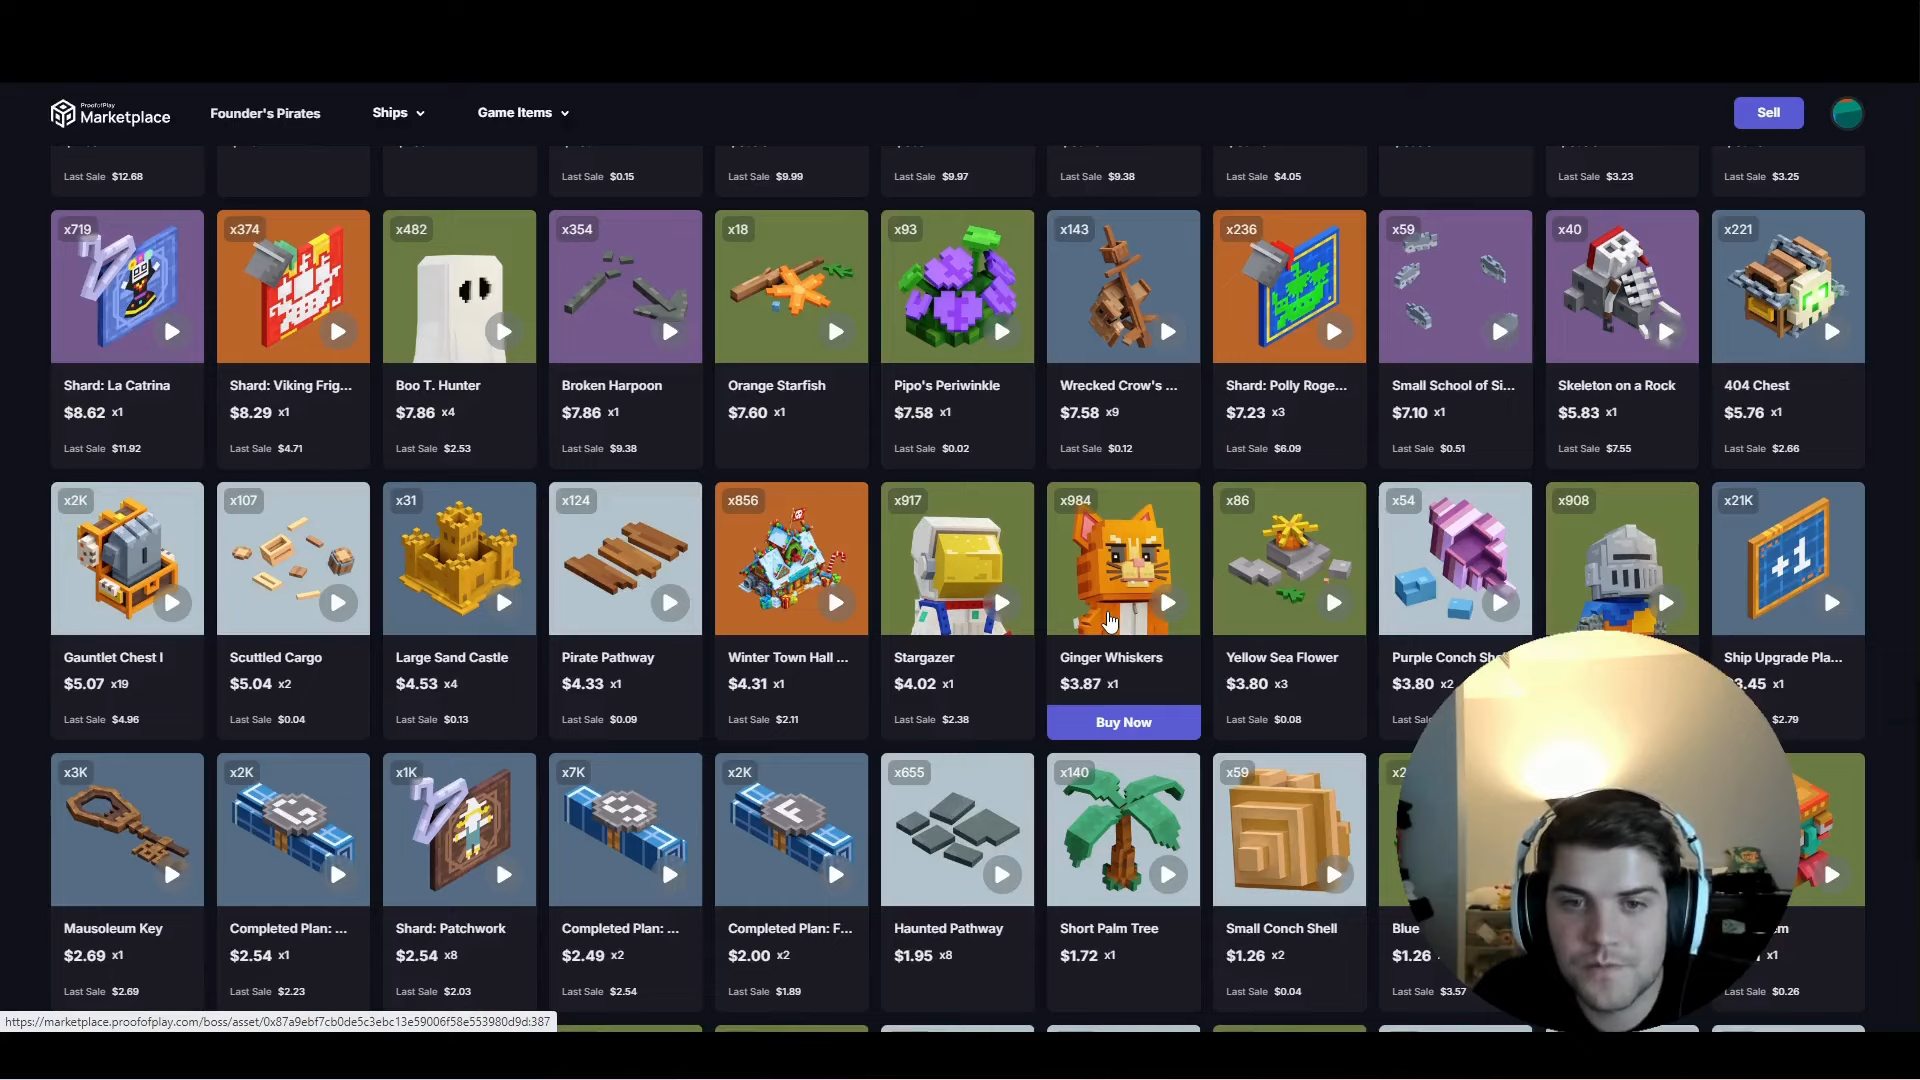 ProofofPlay
Marketplace
Founder's Pirates
Ships
Game Items
Sell
Last Sale $12.68
Last Sale $0.15
Last Sale $9.99
Last Sale $9.97
Last Sale $9.38
Last Sale $4.05
Last Sale $3.23
Last Sale $3.25
x719
x374
x482
x354
x18
x93
x143
x236
x59
x40
x221
Shard: La Catrina
Shard: Viking Frig...
Boo T. Hunter
Broken Harpoon
Orange Starfish
Pipo's Periwinkle
Wrecked Crow's ...
Shard: Polly Roge...
Small School of Si...
Skeleton on a Rock
404 Chest
$8.62 x1
$8.29 x1
$7.86 x4
$7.86 x1
$7.60 x1
$7.58 x1
$7.58 x9
$7.23 x3
$7.10 x1
$5.83 x1
$5.76 x1
Last Sale $11.92
Last Sale $4.71
Last Sale $2.53
Last Sale $9.38
Last Sale $0.02
Last Sale $0.12
Last Sale $6.09
Last Sale $0.51
Last Sale $7.55
Last Sale $2.66
x2K
x107
x31
x124
x856
x917
x984
x86
x54
x908
x21K
+1
Gauntlet Chest I
Scuttled Cargo
Large Sand Castle
Pirate Pathway
Winter Town Hall ...
Stargazer
Ginger Whiskers
Yellow Sea Flower
Purple Conch
Ship Upgrade Pla...
$5.07 x19
$5.04 x2
$4.53 x4
$4.33 x1
$4.31 x1
$4.02 x1
$3.87 x1
$3.80 x3
$3.80 x2
3.45 x1
Last Sale $4.96
Last Sale $0.04
Last Sale $0.13
Last Sale $0.09
Last Sale $2.11
Last Sale $2.38
Buy Now
Last Sale $0.08
Last
$2.79
x3K
x2K
x1K
x7K
x2K
x655
x140
x59
G
S
F
Mausoleum Key
Completed Plan: ...
Shard: Patchwork
Completed Plan: ...
Completed Plan: F...
Haunted Pathway
Short Palm Tree
Small Conch Shell
Blue
$2.69 x1
$2.54 x1
$2.54 x8
$2.49 x2
$2.00 x2
$1.95 x8
$1.72 x1
$1.26 x2
$1.26
x1
Last Sale $2.69
Last Sale $2.23
Last Sale $2.03
Last Sale $2.54
Last Sale $1.89
Last Sale $0.04
Last Sale $3.57
Last Sale $0.26
https://marketplace.proofofplay.com/boss/asset/0x87a9ebf7cb0de5c3ebc13e59006f58e553980d9d:387